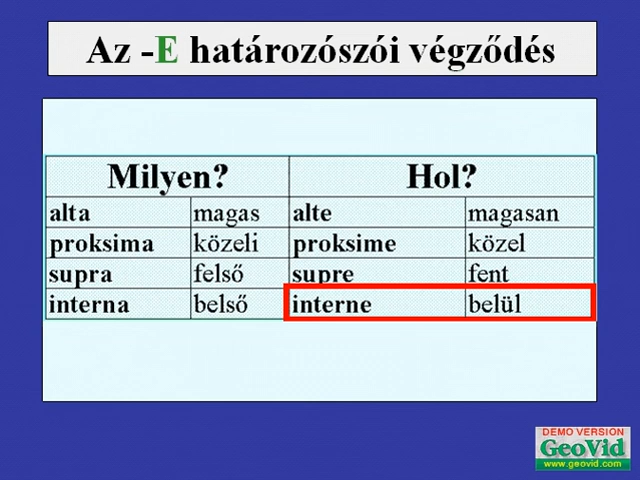 Az -E határozószói végződés
Milyen? Hol?
alta magas alte magasan
proksima közeli proksime közel
supra felső supre fent
interna belső interne belül
DEMO VERSION
GeoVid
www.geovid.com